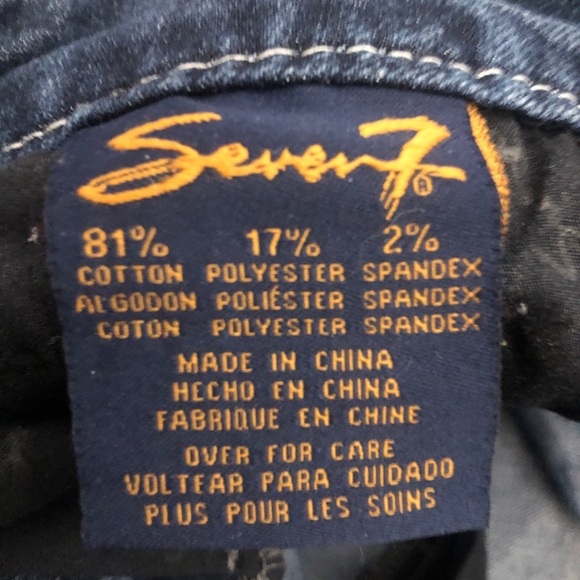 Seven7®
81% 17% 2%
COTTON POLYESTER SPANDEX
ALGODON POLIÉSTER SPANDEX
COTON POLYESTER SPANDEX
MADE IN CHINA
HECHO EN CHINA
FABRIQUE EN CHINE
OVER FOR CARE
VOLTEAR PARA CUIDADO
PLUS POUR LES SOINS